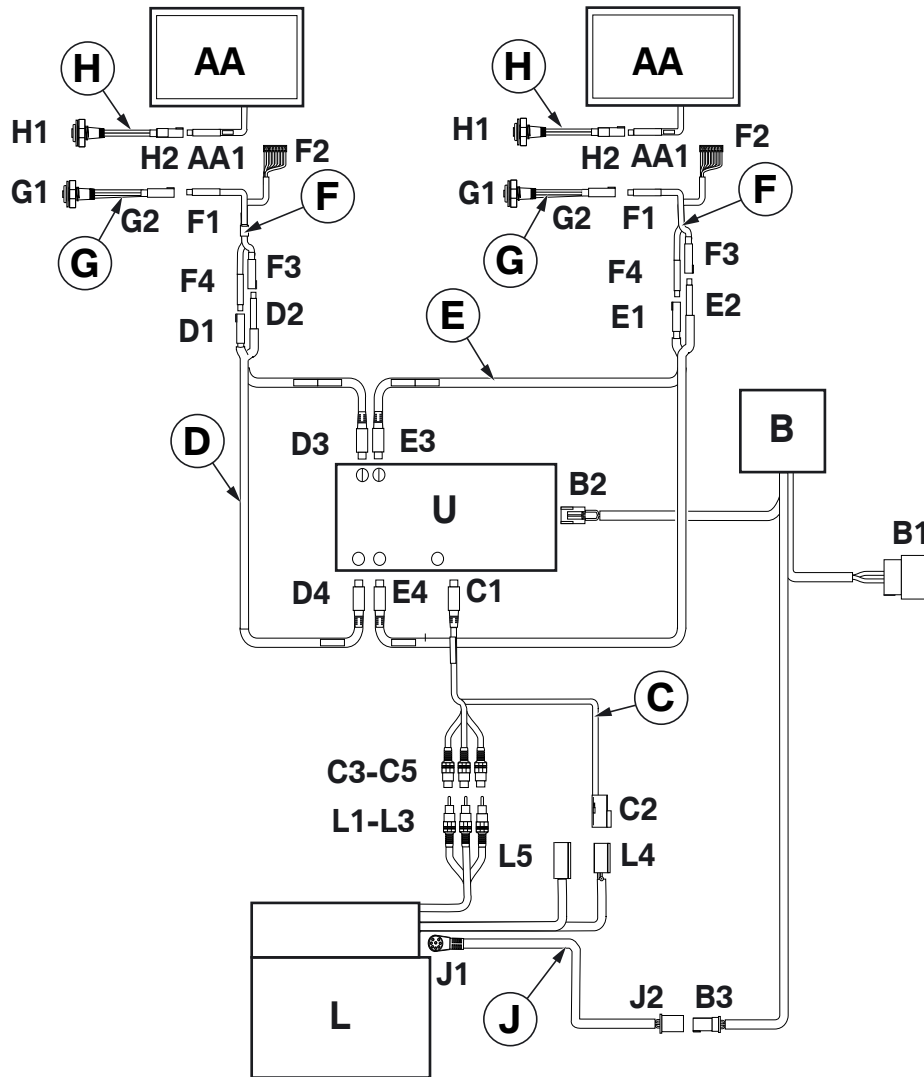 AA AA
H H
H1 H2 AA1 F2 H1 H2 AA1 F2
G1 G2 F1 F G1 G2 F1 F
G G
F4 F3 F4 F3
D1 D2 E1 E2
E
D D3 E3 B
U B2
B1
D4 E4 C1
C
C3-C5
C2
L1-L3
L5 L4
J1
L J J2 B3